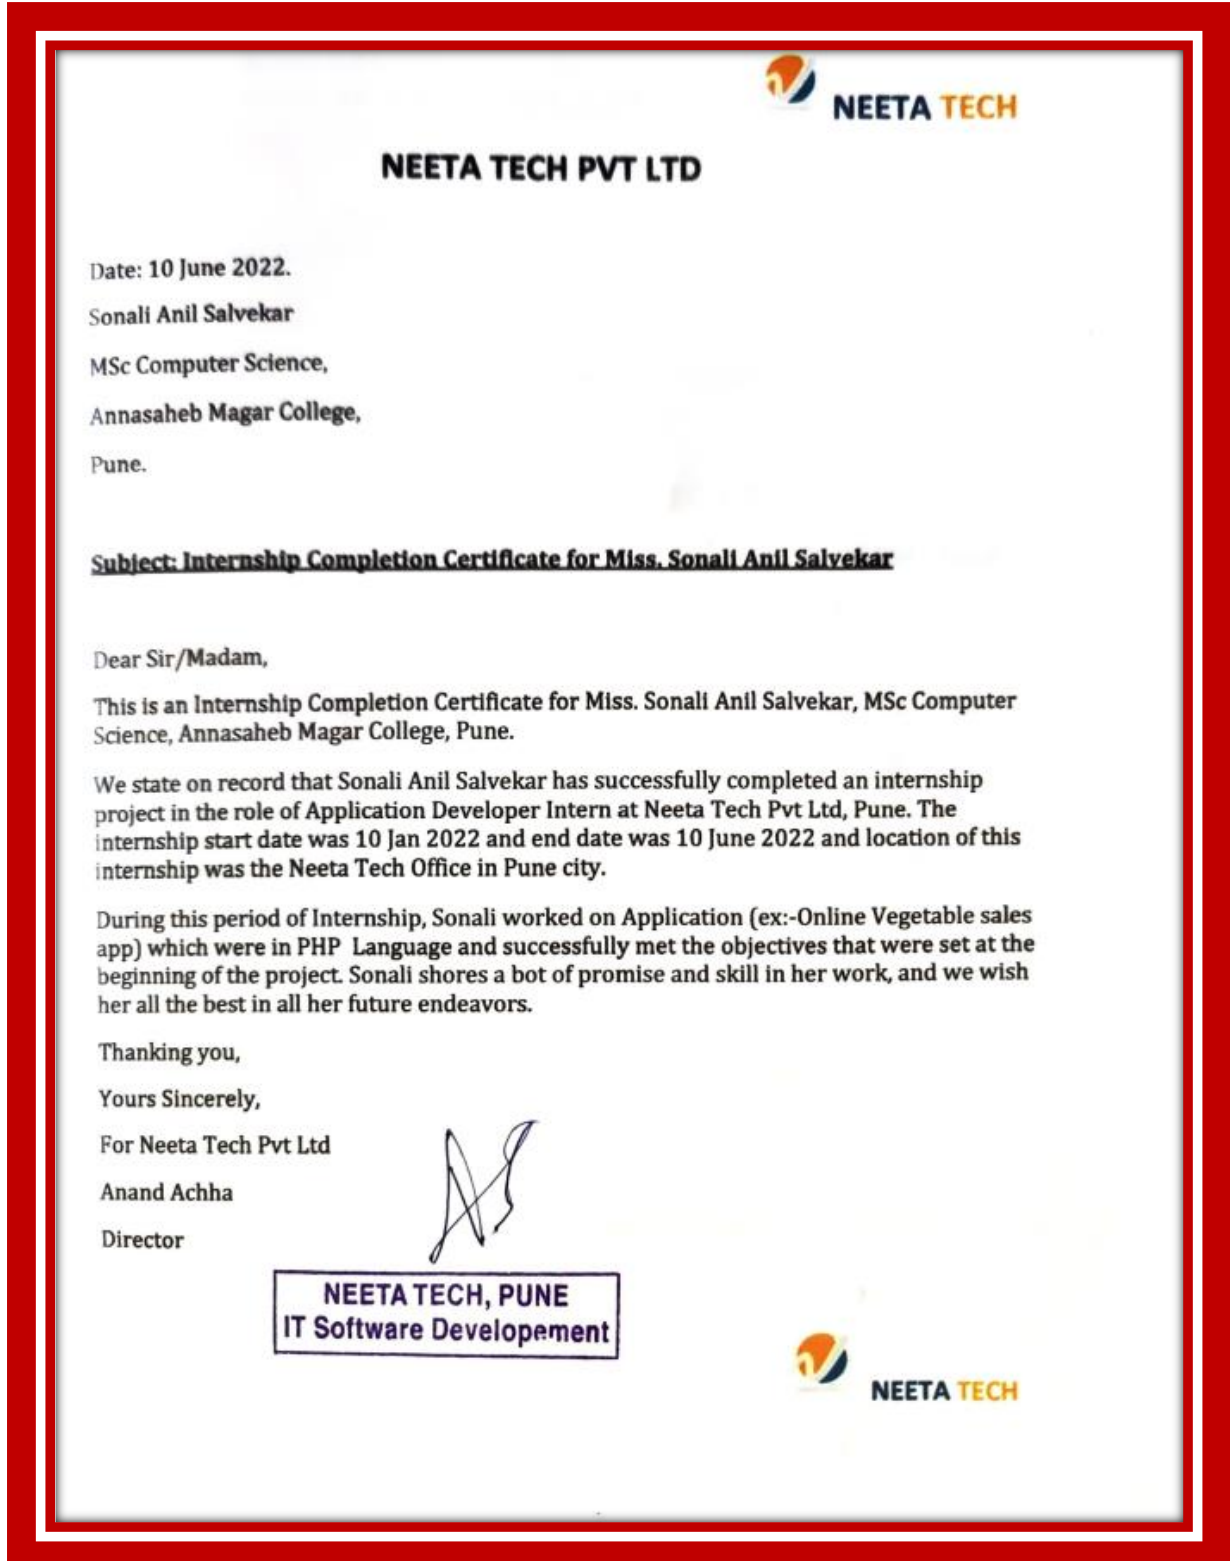 NEETA TECH
NEETA TECH PVT LTD
Date: 10 June 2022.
Sonali Anil Salvekar
MSc Computer Science,
Annasaheb Magar College,
Pune.
Subject: Internship Completion Certificate for Miss. Sonali Anil Salvekar
Dear Sir/Madam,
This is an Internship Completion Certificate for Miss. Sonali Anil Salvekar, MSc Computer
Science, Annasaheb Magar College, Pune.
We state on record that Sonali Anil Salvekar has successfully completed an internship
project in the role of Application Developer Intern at Neeta Tech Pvt Ltd, Pune. The
internship start date was 10 Jan 2022 and end date was 10 June 2022 and location of this
internship was the Neeta Tech Office in Pune city.
During this period of Internship, Sonali worked on Application (ex:-Online Vegetable sales
app) which were in PHP Language and successfully met the objectives that were set at the
beginning of the project. Sonali shores a bot of promise and skill in her work, and we wish
her all the best in all her future endeavors.
Thanking you,
Yours Sincerely,
For Neeta Tech Pvt Ltd
Anand Achha
Director
NEETA TECH, PUNE
IT Software Developement
NEETA TECH